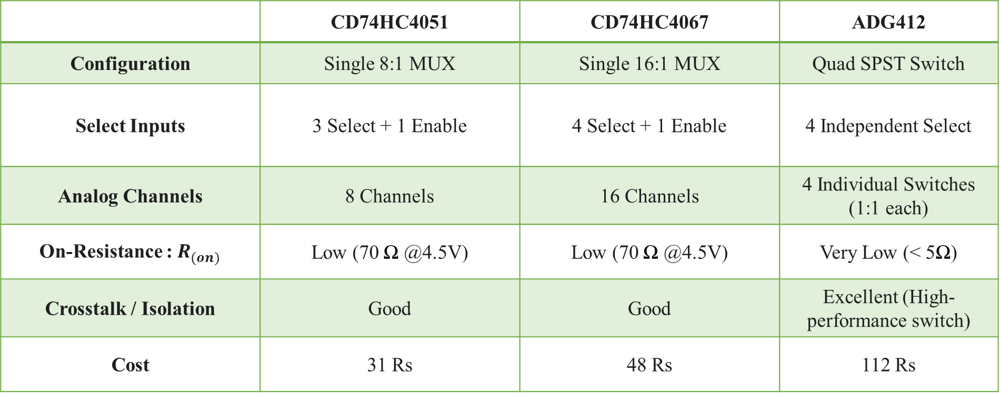 CD74HC4051 CD74HC4067 ADG412
Configuration Single 8:1 MUX Single 16:1 MUX Quad SPST Switch
Select Inputs 3 Select + 1 Enable 4 Select + 1 Enable 4 Independent Select
Analog Channels 8 Channels 16 Channels 4 Individual Switches
(1:1 each)
On-Resistance : R(on) Low (70 Ω @4.5V) Low (70 Ω @4.5V) Very Low (< 5Ω)
Crosstalk / Isolation Good Good Excellent (High-
performance switch)
Cost 31 Rs 48 Rs 112 Rs